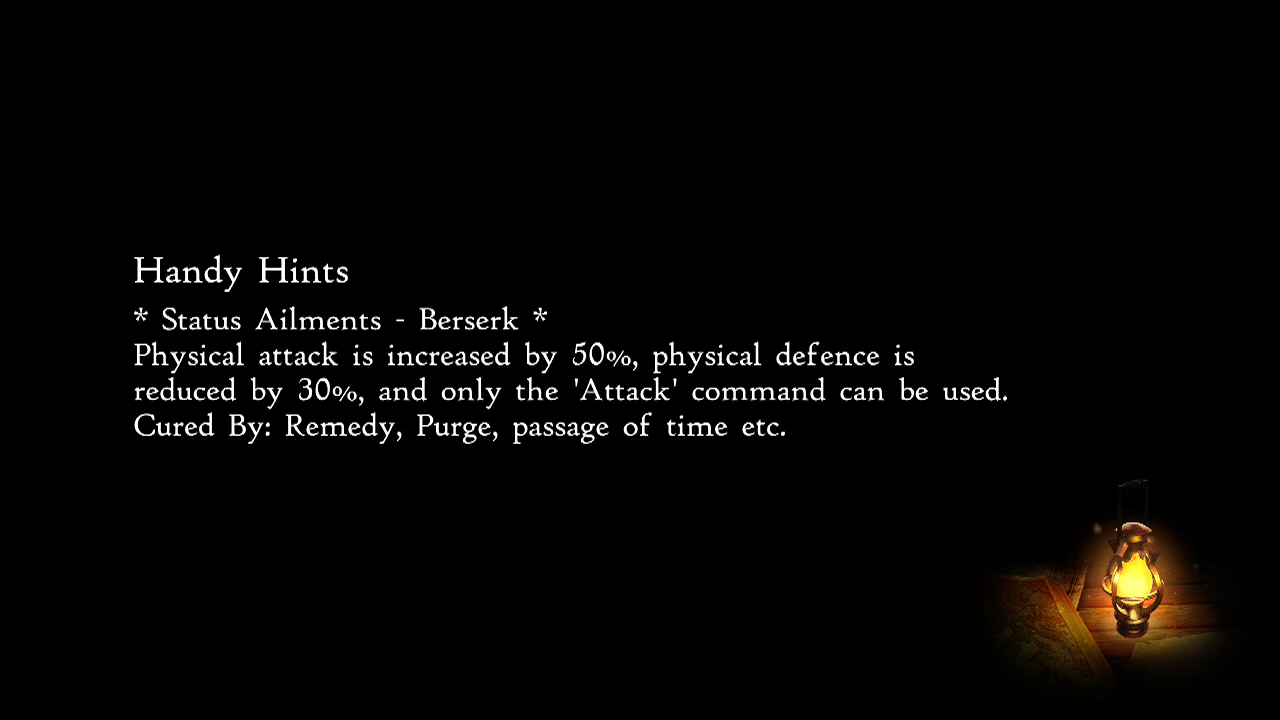 Handy Hints
* Status Ailments - Berserk *
Physical attack is increased by 50%, physical defence is
reduced by 30%, and only the 'Attack' command can be used.
Cured By: Remedy, Purge, passage of time etc.